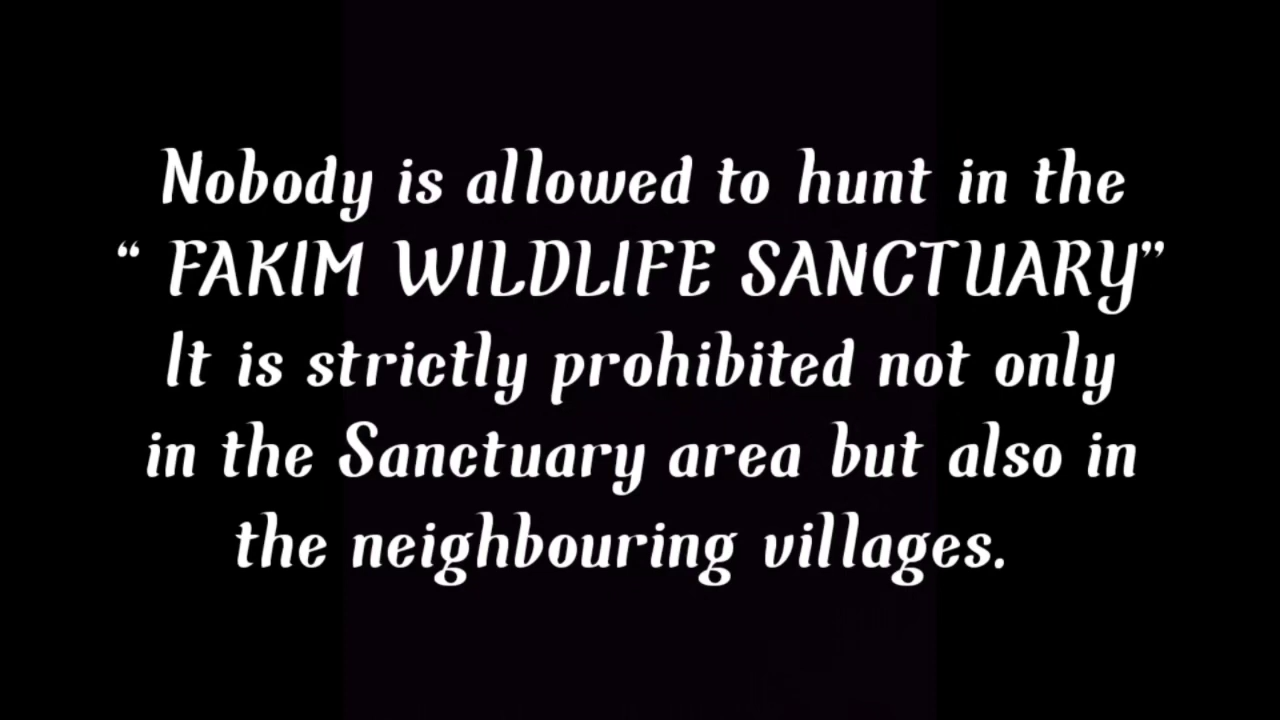 Nobody is allowed to hunt in the
“ FAKIM WILDLIFE SANCTUARY”
It is strictly prohibited not only
in the Sanctuary area but also in
the neighbouring villages.